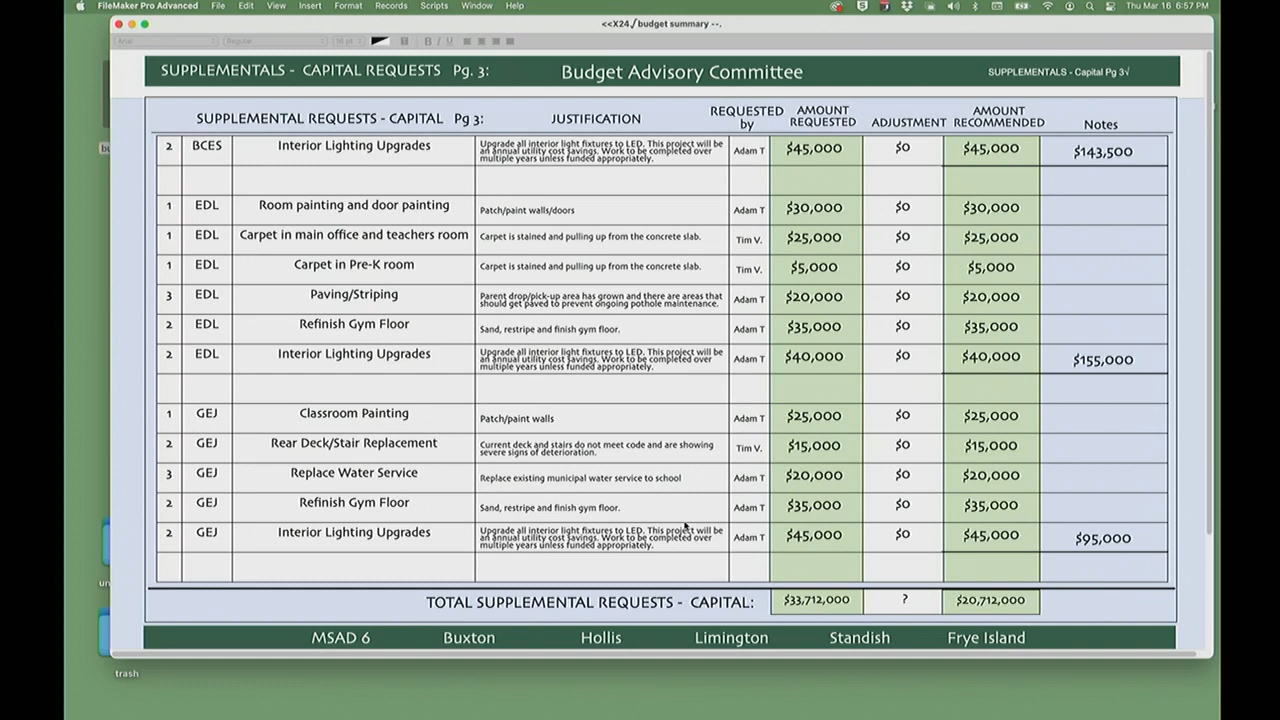 FileMaker Pro Advanced File Edit View Insert Format Records Scripts Window Help Thu Mar 16 6:57 PM
<<X24./budget summary --.
Arial Regular B I U
SUPPLEMENTALS - CAPITAL REQUESTS Pg. 3: Budget Advisory Committee SUPPLEMENTALS - Capital Pg 3√
SUPPLEMENTAL REQUESTS - CAPITAL Pg 3: JUSTIFICATION REQUESTED by AMOUNT REQUESTED ADJUSTMENT AMOUNT RECOMMENDED Notes
2 BCES Interior Lighting Upgrades Upgrade all interior light fixtures to LED. This project will be an annual utility cost savings. Work to be completed over multiple years unless funded appropriately. Adam T $45,000 $0 $45,000 $143,500
1 EDL Room painting and door painting Patch/paint walls/doors Adam T $30,000 $0 $30,000
1 EDL Carpet in main office and teachers room Carpet is stained and pulling up from the concrete slab. Tim V. $25,000 $0 $25,000
1 EDL Carpet in Pre-K room Carpet is stained and pulling up from the concrete slab. Tim V. $5,000 $0 $5,000
3 EDL Paving/Striping Parent drop/pick-up area has grown and there are areas that should get paved to prevent ongoing pothole maintenance. Adam T $20,000 $0 $20,000
2 EDL Refinish Gym Floor Sand, restripe and finish gym floor. Adam T $35,000 $0 $35,000
2 EDL Interior Lighting Upgrades Upgrade all interior light fixtures to LED. This project will be an annual utility cost savings. Work to be completed over multiple years unless funded appropriately. Adam T $40,000 $0 $40,000 $155,000
1 GEJ Classroom Painting Patch/paint walls Adam T $25,000 $0 $25,000
2 GEJ Rear Deck/Stair Replacement Current deck and stairs do not meet code and are showing severe signs of deterioration. Tim V. $15,000 $0 $15,000
3 GEJ Replace Water Service Replace existing municipal water service to school Adam T $20,000 $0 $20,000
2 GEJ Refinish Gym Floor Sand, restripe and finish gym floor. Adam T $35,000 $0 $35,000
2 GEJ Interior Lighting Upgrades Upgrade all interior light fixtures to LED. This project will be an annual utility cost savings. Work to be completed over multiple years unless funded appropriately. Adam T $45,000 $0 $45,000 $95,000
TOTAL SUPPLEMENTAL REQUESTS - CAPITAL: $33,712,000 ? $20,712,000
MSAD 6 Buxton Hollis Limington Standish Frye Island
trash